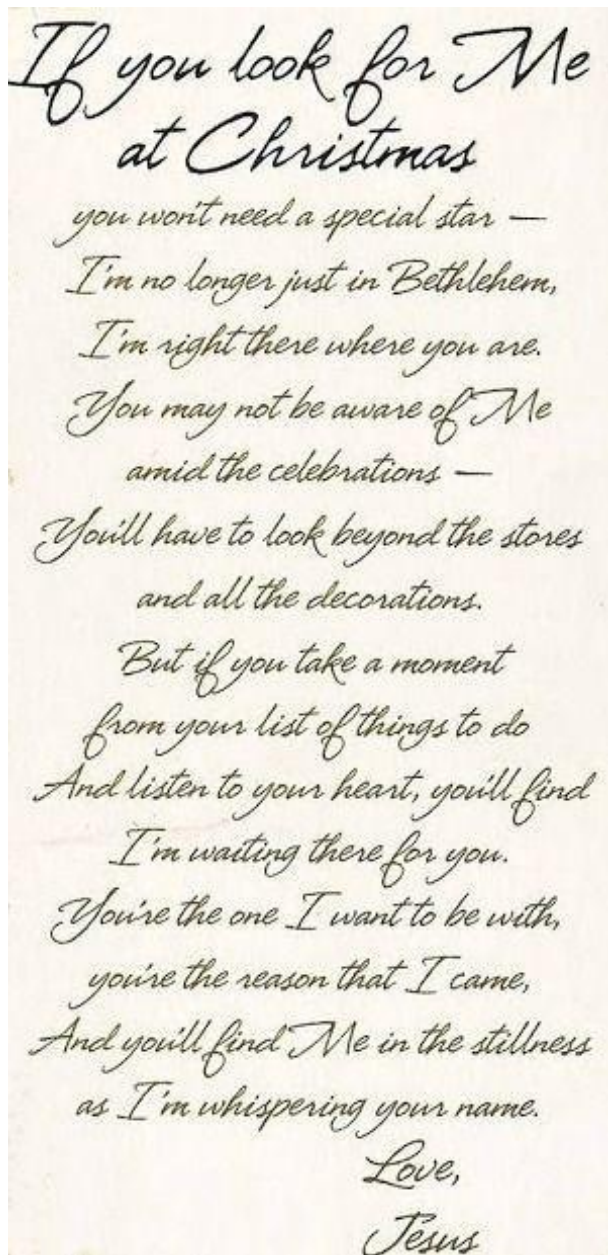 If you look for Me
at Christmas
you won't need a special star —
I'm no longer just in Bethlehem,
I'm right there where you are.
You may not be aware of Me
amid the celebrations —
You'll have to look beyond the stores
and all the decorations.
But if you take a moment
from your list of things to do
And listen to your heart, you'll find
I'm waiting there for you.
You're the one I want to be with,
you're the reason that I came,
And you'll find Me in the stillness
as I'm whispering your name.
Love,
Jesus